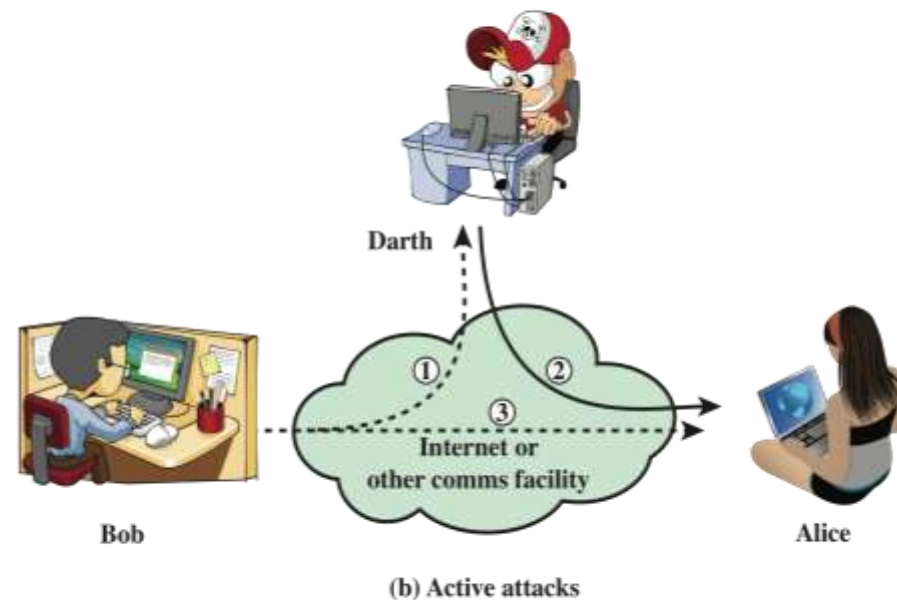 Darth
①
②
③
Internet or
other comms facility
Bob
Alice
(b) Active attacks